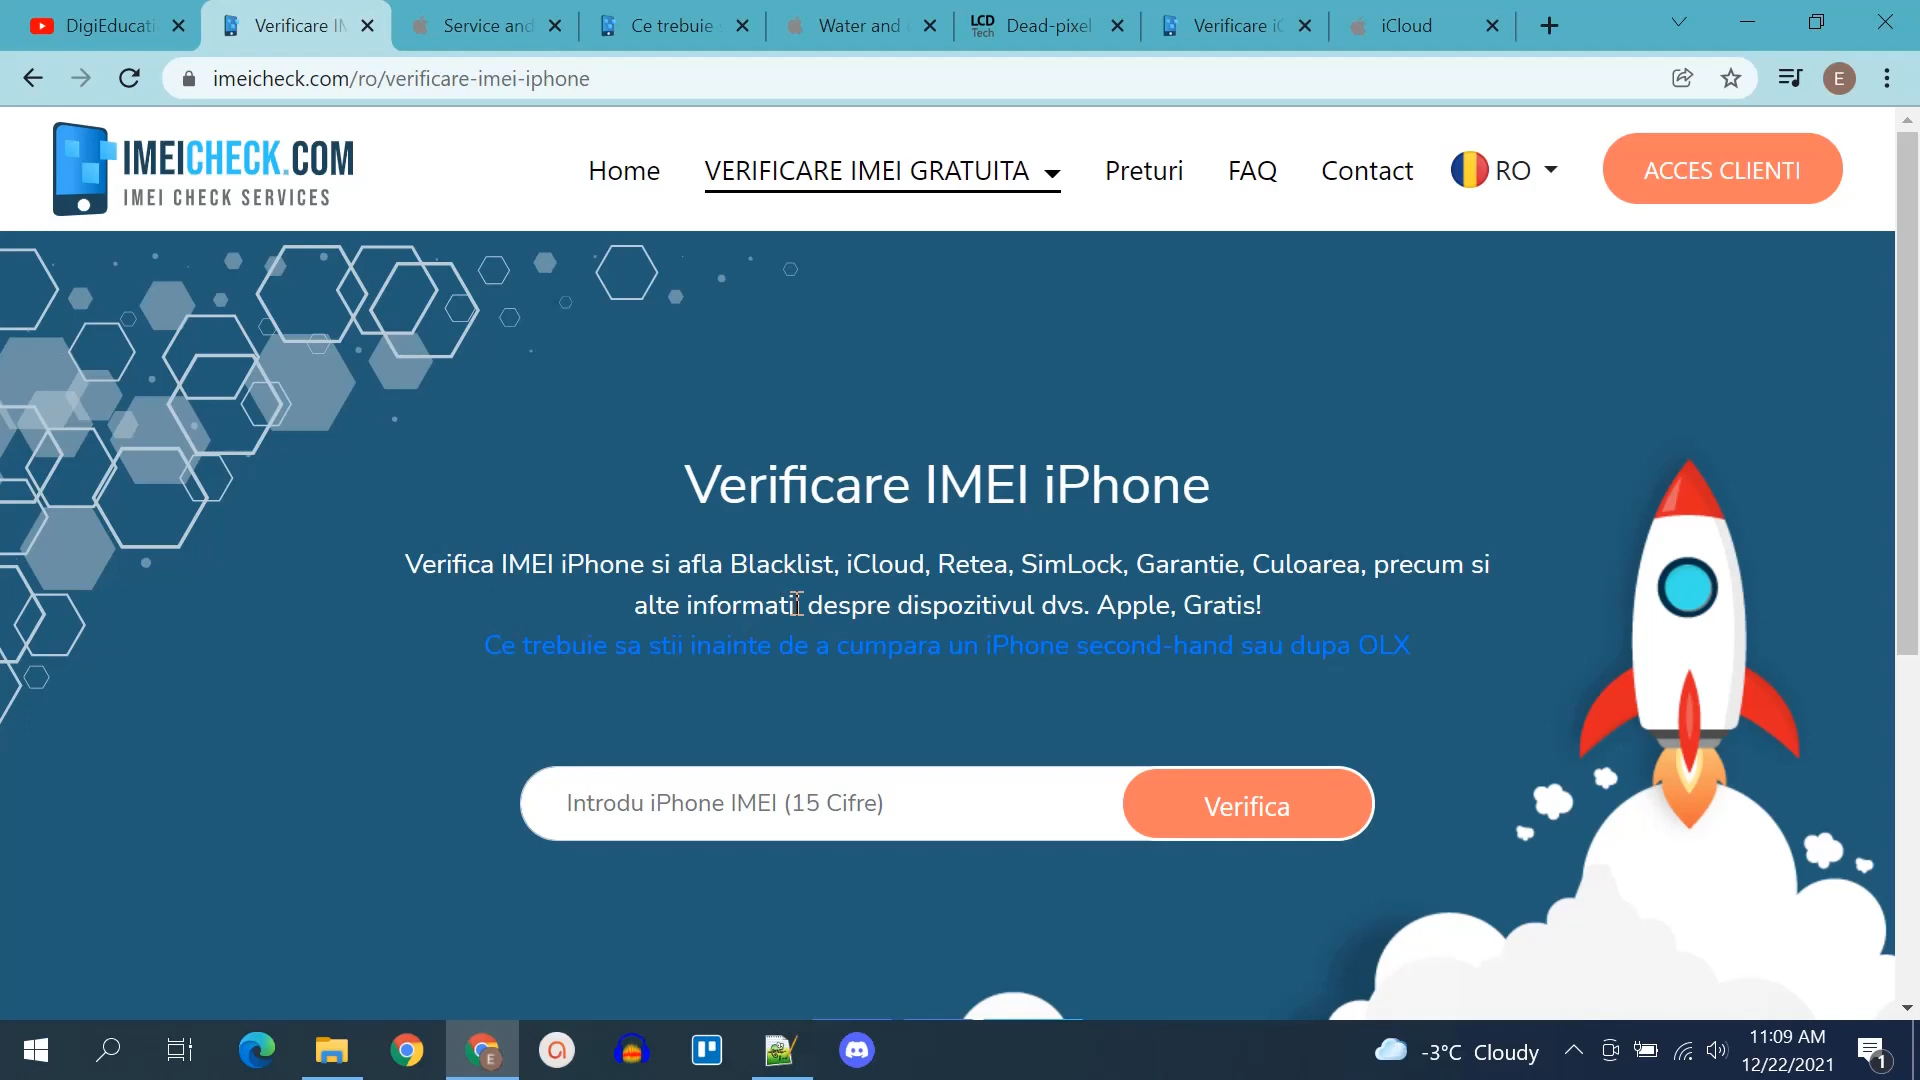 DigiEducati
Verificare IM
Service and
Ce trebuie
Water and
LCD
Tech
Dead-pixel
Verificare iC
iCloud
imeicheck.com/ro/verificare-imei-iphone
E
IMEICHECK.COM
IMEI CHECK SERVICES
Home
VERIFICARE IMEI GRATUITA
Preturi
FAQ
Contact
RO
ACCES CLIENTI
Verificare IMEI iPhone
Verifica IMEI iPhone si afla Blacklist, iCloud, Retea, SimLock, Garantie, Culoarea, precum si
alte informatii despre dispozitivul dvs. Apple, Gratis!
Ce trebuie sa stii inainte de a cumpara un iPhone second-hand sau dupa OLX
Introdu iPhone IMEI (15 Cifre)
Verifica
E
-3°C Cloudy
11:09 AM
12/22/2021
1